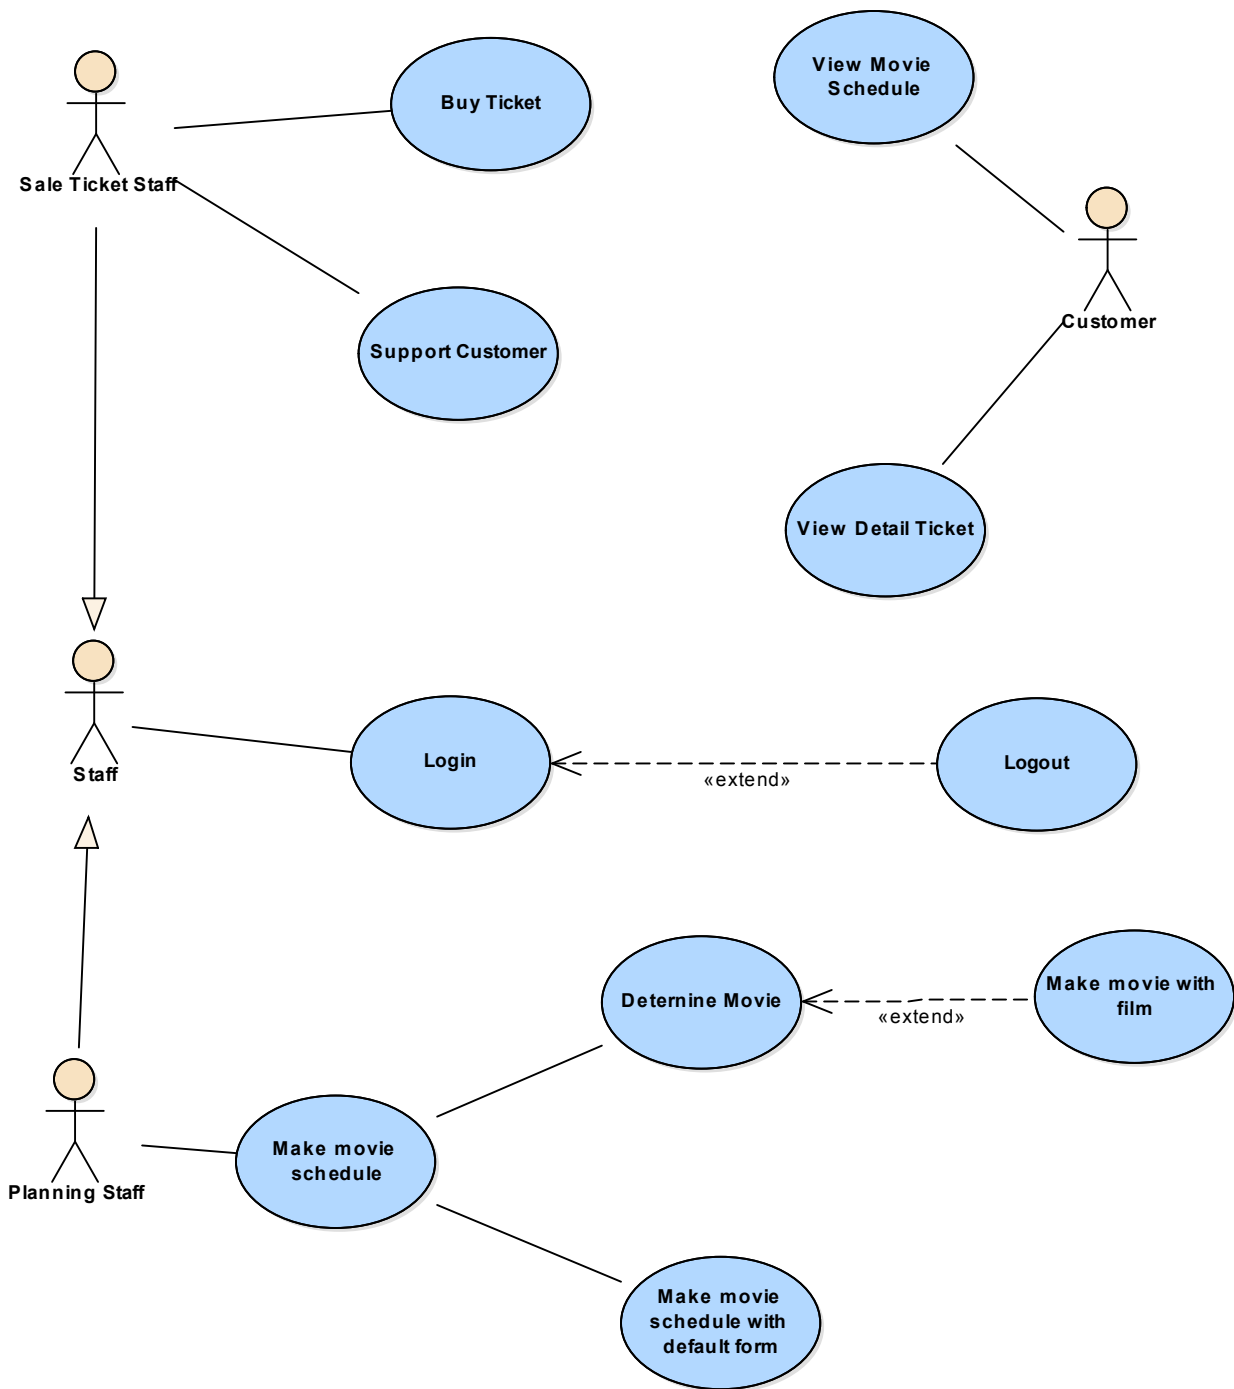 View Movie
Schedule
Buy Ticket
Sale Ticket Staff
Customer
Support Customer
View Detail Ticket
Staff
Login
«extend»
Logout
Deternine Movie
«extend»
Make movie with
film
Make movie
schedule
Planning Staff
Make movie
schedule with
default form